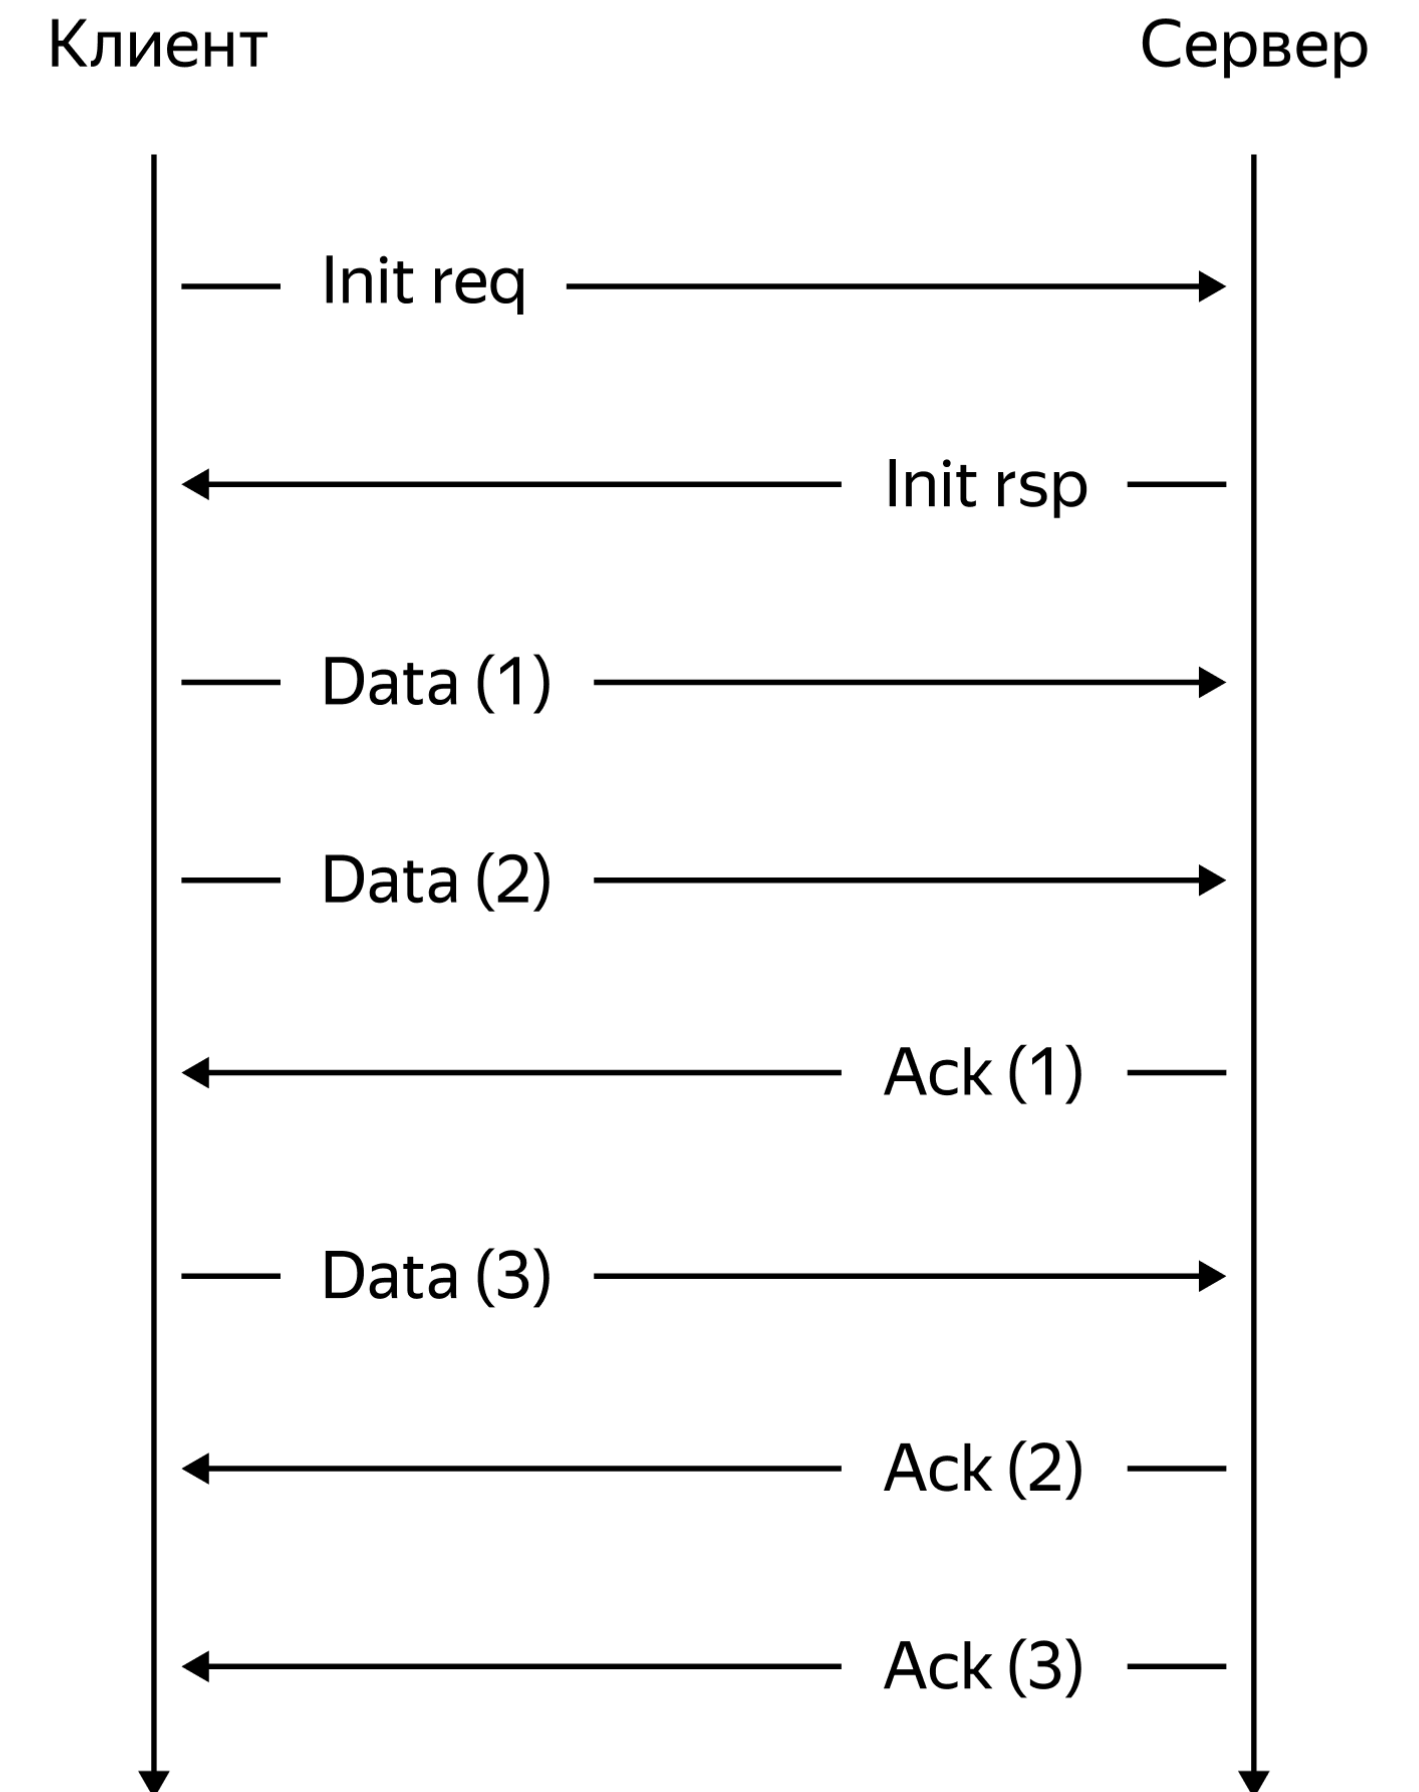 Клиент Сервер
Init req
Init rsp
Data (1)
Data (2)
Ack (1)
Data (3)
Ack (2)
Ack (3)